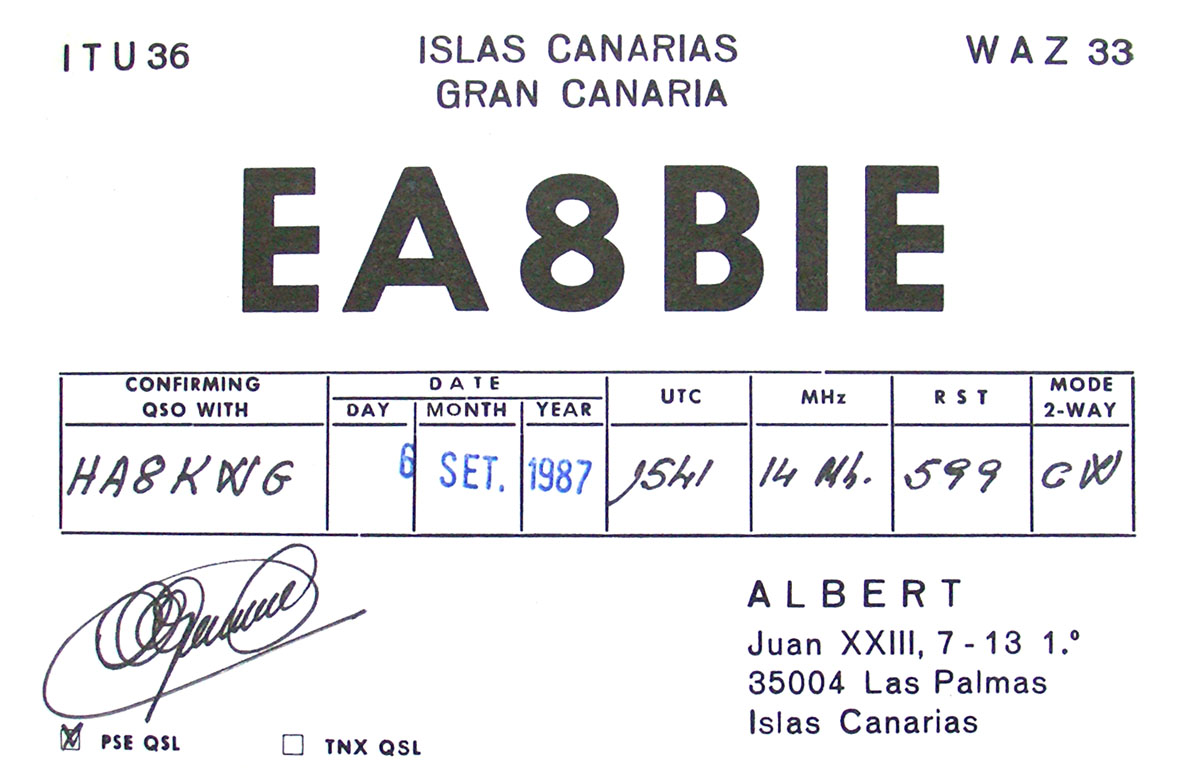 ITU 36
ISLAS CANARIAS
GRAN CANARIA
WAZ 33
EA8BIE
CONFIRMING QSO WITH
DATE
DAY MONTH YEAR
UTC
MHz
RST
MODE 2-WAY
HA8KWG 6 SET. 1987 1541 14 Mh. 599 CW
ALBERT
Juan XXIII, 7-13 1.º
35004 Las Palmas
Islas Canarias
PSE QSL TNX QSL